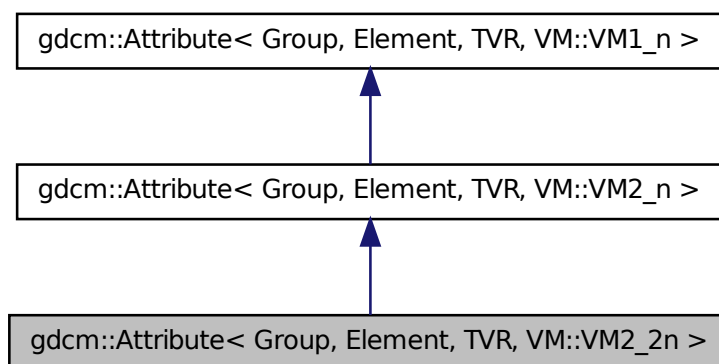 gdcm::Attribute< Group, Element, TVR, VM::VM1_n >
gdcm::Attribute< Group, Element, TVR, VM::VM2_n >
gdcm::Attribute< Group, Element, TVR, VM::VM2_2n >